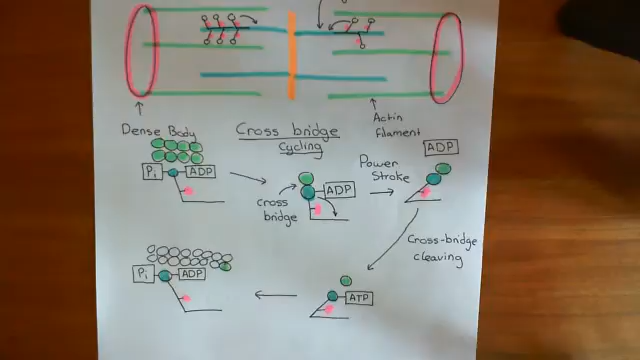 Dense Body
Cross bridge
Cycling
Actin
filament
Pi
ADP
cross
bridge
ADP
Power
Stroke
ADP
Cross-bridge
cleaving
Pi
ADP
ATP